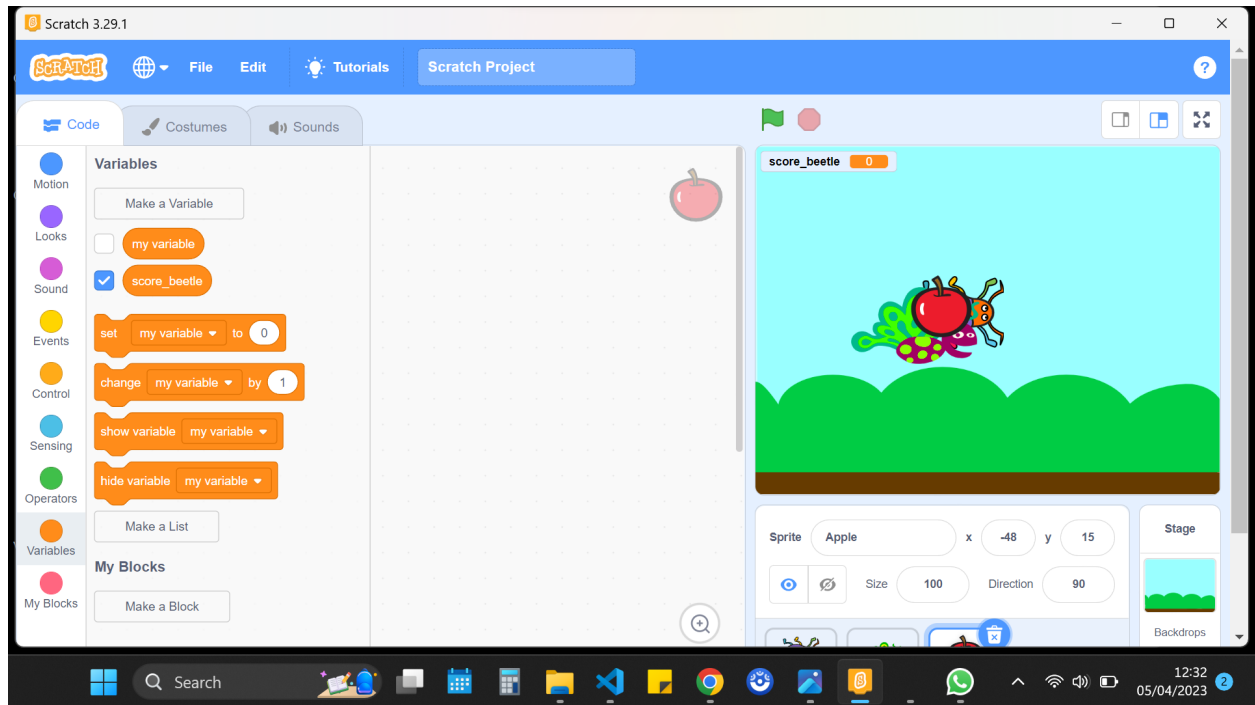 Scratch 3.29.1
SCRATCH File Edit Tutorials Scratch Project ?
Code Costumes Sounds
Motion
Looks
Sound
Events
Control
Sensing
Operators
Variables
My Blocks
Variables
Make a Variable
my variable
score_beetle
set my variable to 0
change my variable by 1
show variable my variable
hide variable my variable
Make a List
My Blocks
Make a Block
score_beetle 0
Sprite Apple x -48 y 15
Size 100 Direction 90
Stage
Backdrops
Search
12:32
05/04/2023
2